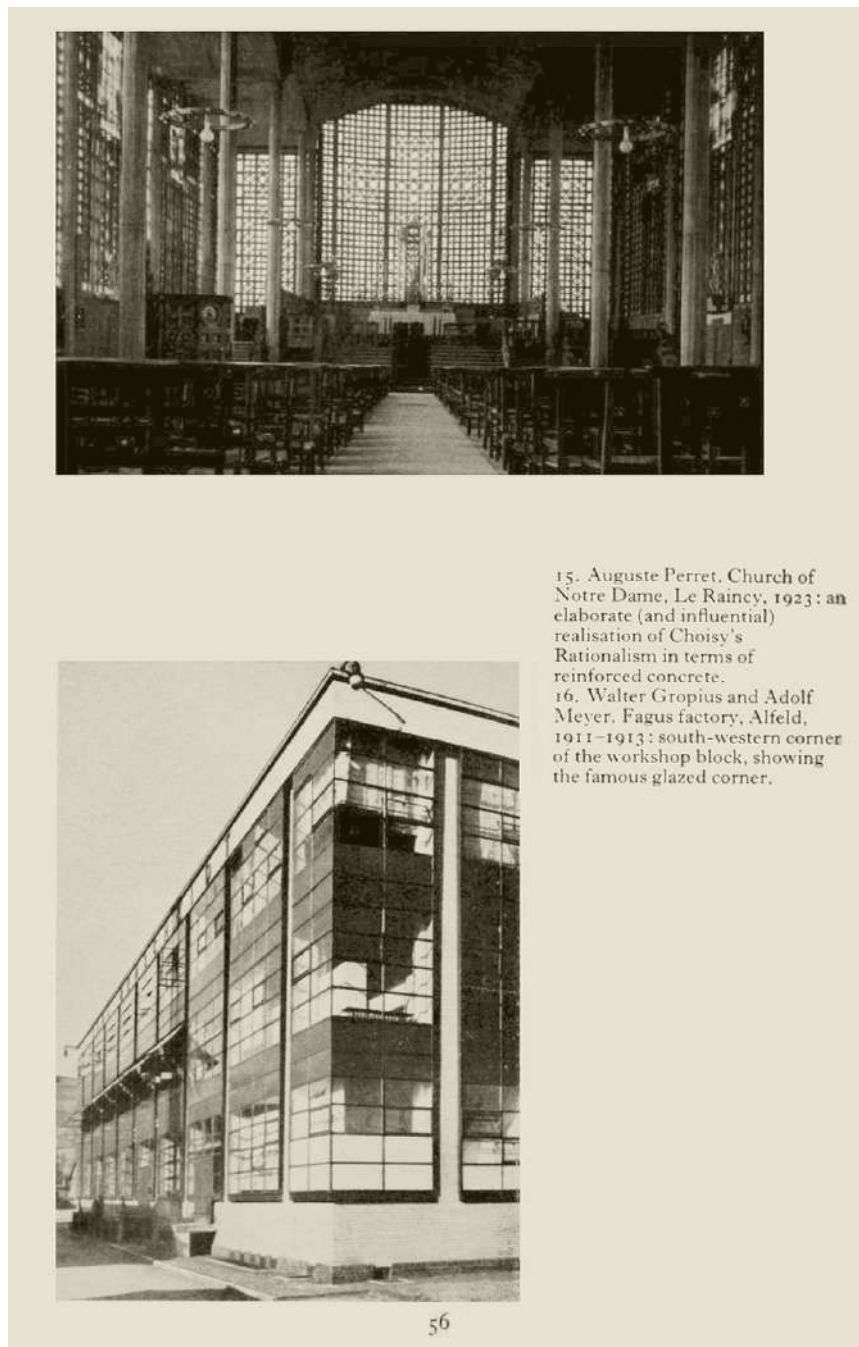 15. Auguste Perret. Church of
Notre Dame, Le Raincy, 1923: an
elaborate (and influential)
realisation of Choisy's
Rationalism in terms of
reinforced concrete.
16. Walter Gropius and Adolf
Meyer. Fagus factory, Alfeld,
1911–1913: south-western corner
of the workshop block, showing
the famous glazed corner.
56